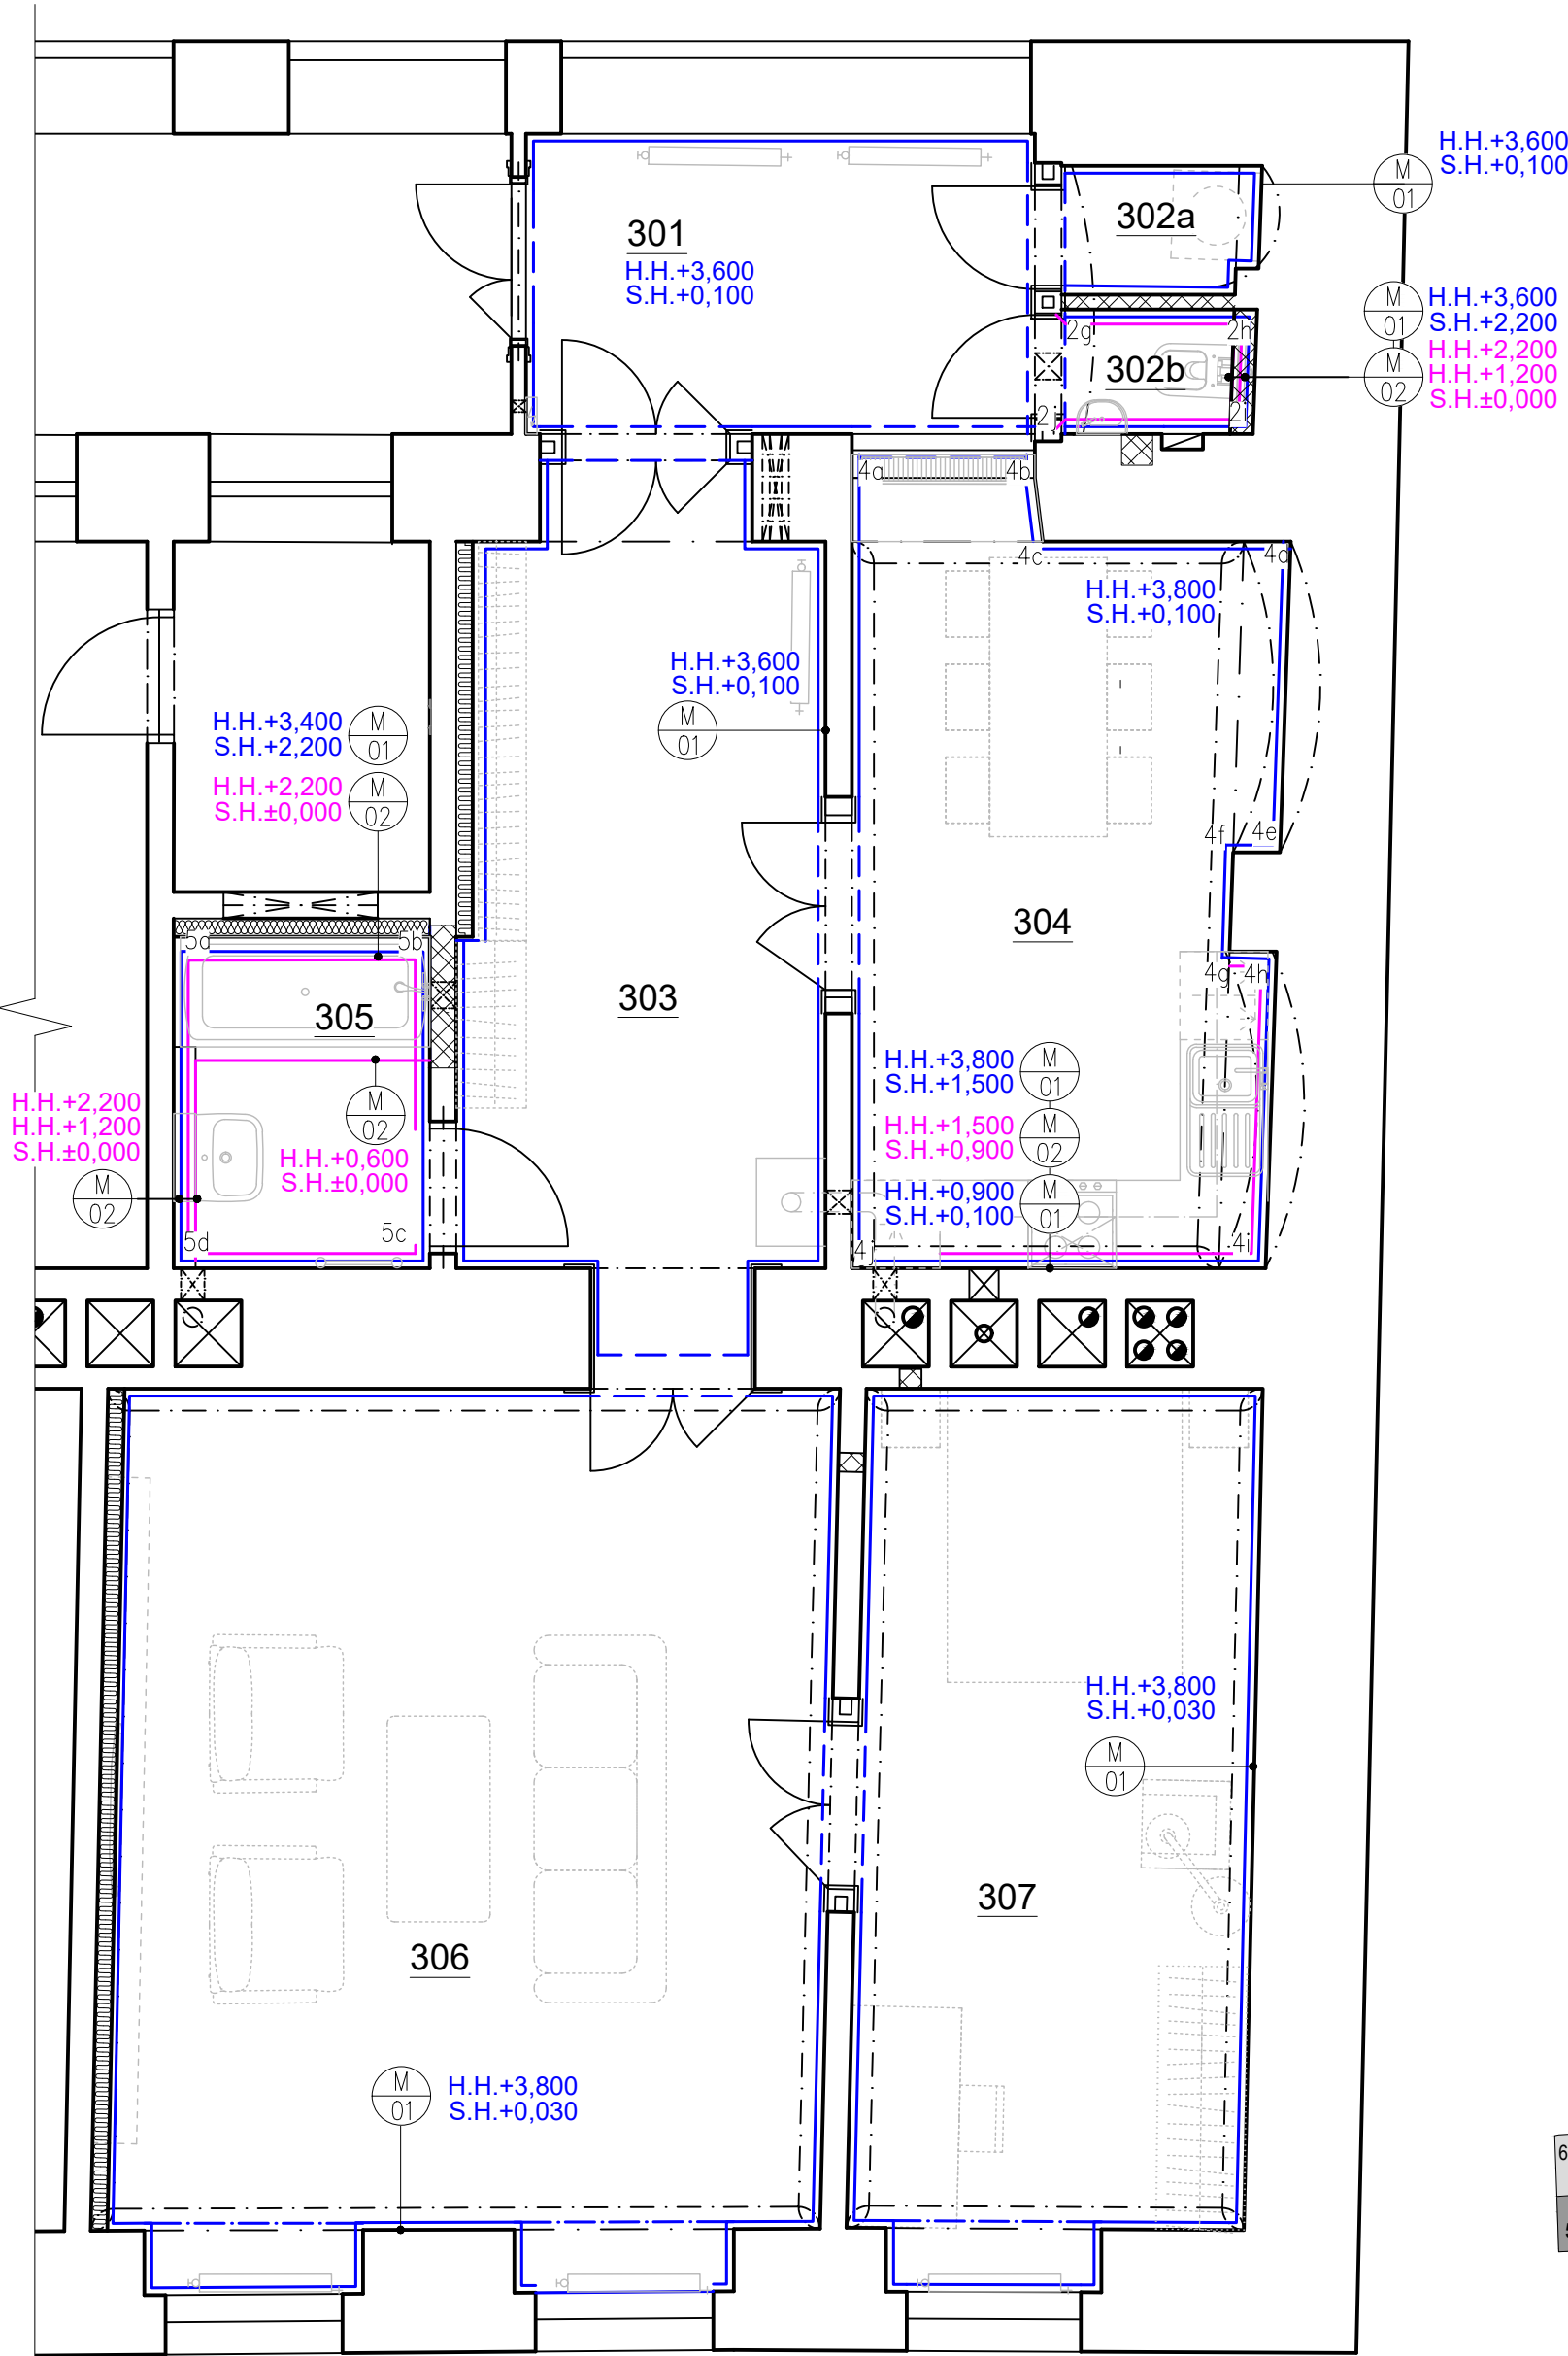 H.H.+3,600
S.H.+0,100
M
01
302a
301
H.H.+3,600
S.H.+0,100
M
01
H.H.+3,600
S.H.+2,200
2g
2h
302b
M
02
H.H.+2,200
H.H.+1,200
S.H.±0,000
2j
2i
4a
4b
4c
4d
H.H.+3,800
S.H.+0,100
H.H.+3,600
S.H.+0,100
M
01
H.H.+3,400
S.H.+2,200
M
01
H.H.+2,200
S.H.±0,000
M
02
4f
4e
304
5a
5b
4g
4h
303
305
H.H.+3,800
S.H.+1,500
M
01
H.H.+2,200
H.H.+1,200
S.H.±0,000
M
02
M
02
H.H.+0,600
S.H.±0,000
H.H.+1,500
S.H.+0,900
M
02
H.H.+0,900
S.H.+0,100
M
01
5d
5c
4j
4i
H.H.+3,800
S.H.+0,030
M
01
307
306
M
01
H.H.+3,800
S.H.+0,030
6